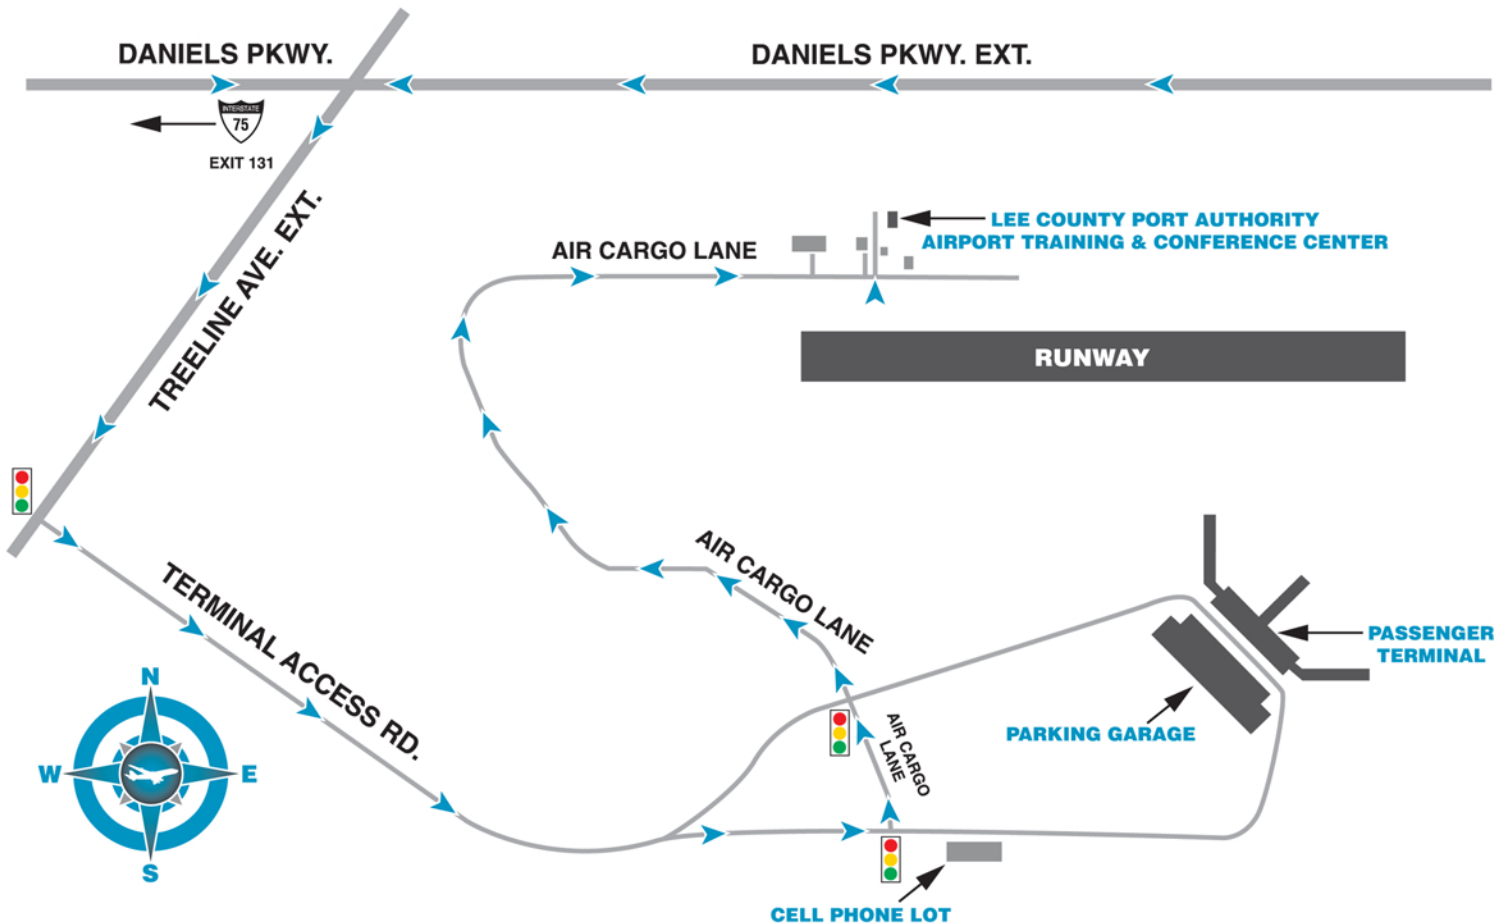 DANIELS PKWY.
DANIELS PKWY. EXT.
INTERSTATE
75
EXIT 131
TREELINE AVE. EXT.
AIR CARGO LANE
LEE COUNTY PORT AUTHORITY
AIRPORT TRAINING & CONFERENCE CENTER
RUNWAY
AIR CARGO LANE
TERMINAL ACCESS RD.
PASSENGER
TERMINAL
PARKING GARAGE
AIR CARGO
LANE
N
W
E
S
CELL PHONE LOT